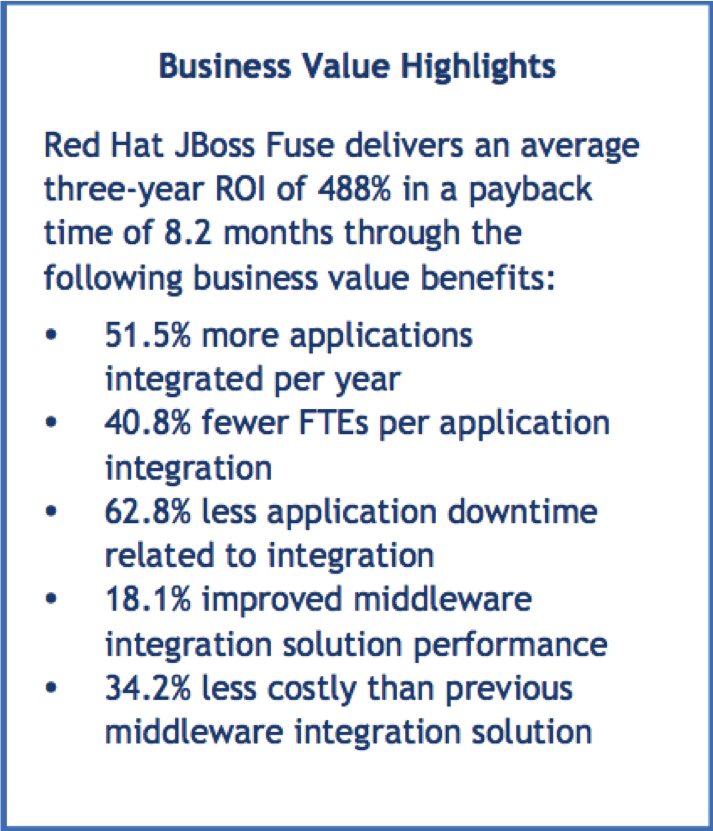 Business Value Highlights
Red Hat JBoss Fuse delivers an average
three-year ROI of 488% in a payback
time of 8.2 months through the
following business value benefits:
• 51.5% more applications
integrated per year
• 40.8% fewer FTEs per application
integration
• 62.8% less application downtime
related to integration
• 18.1% improved middleware
integration solution performance
• 34.2% less costly than previous
middleware integration solution